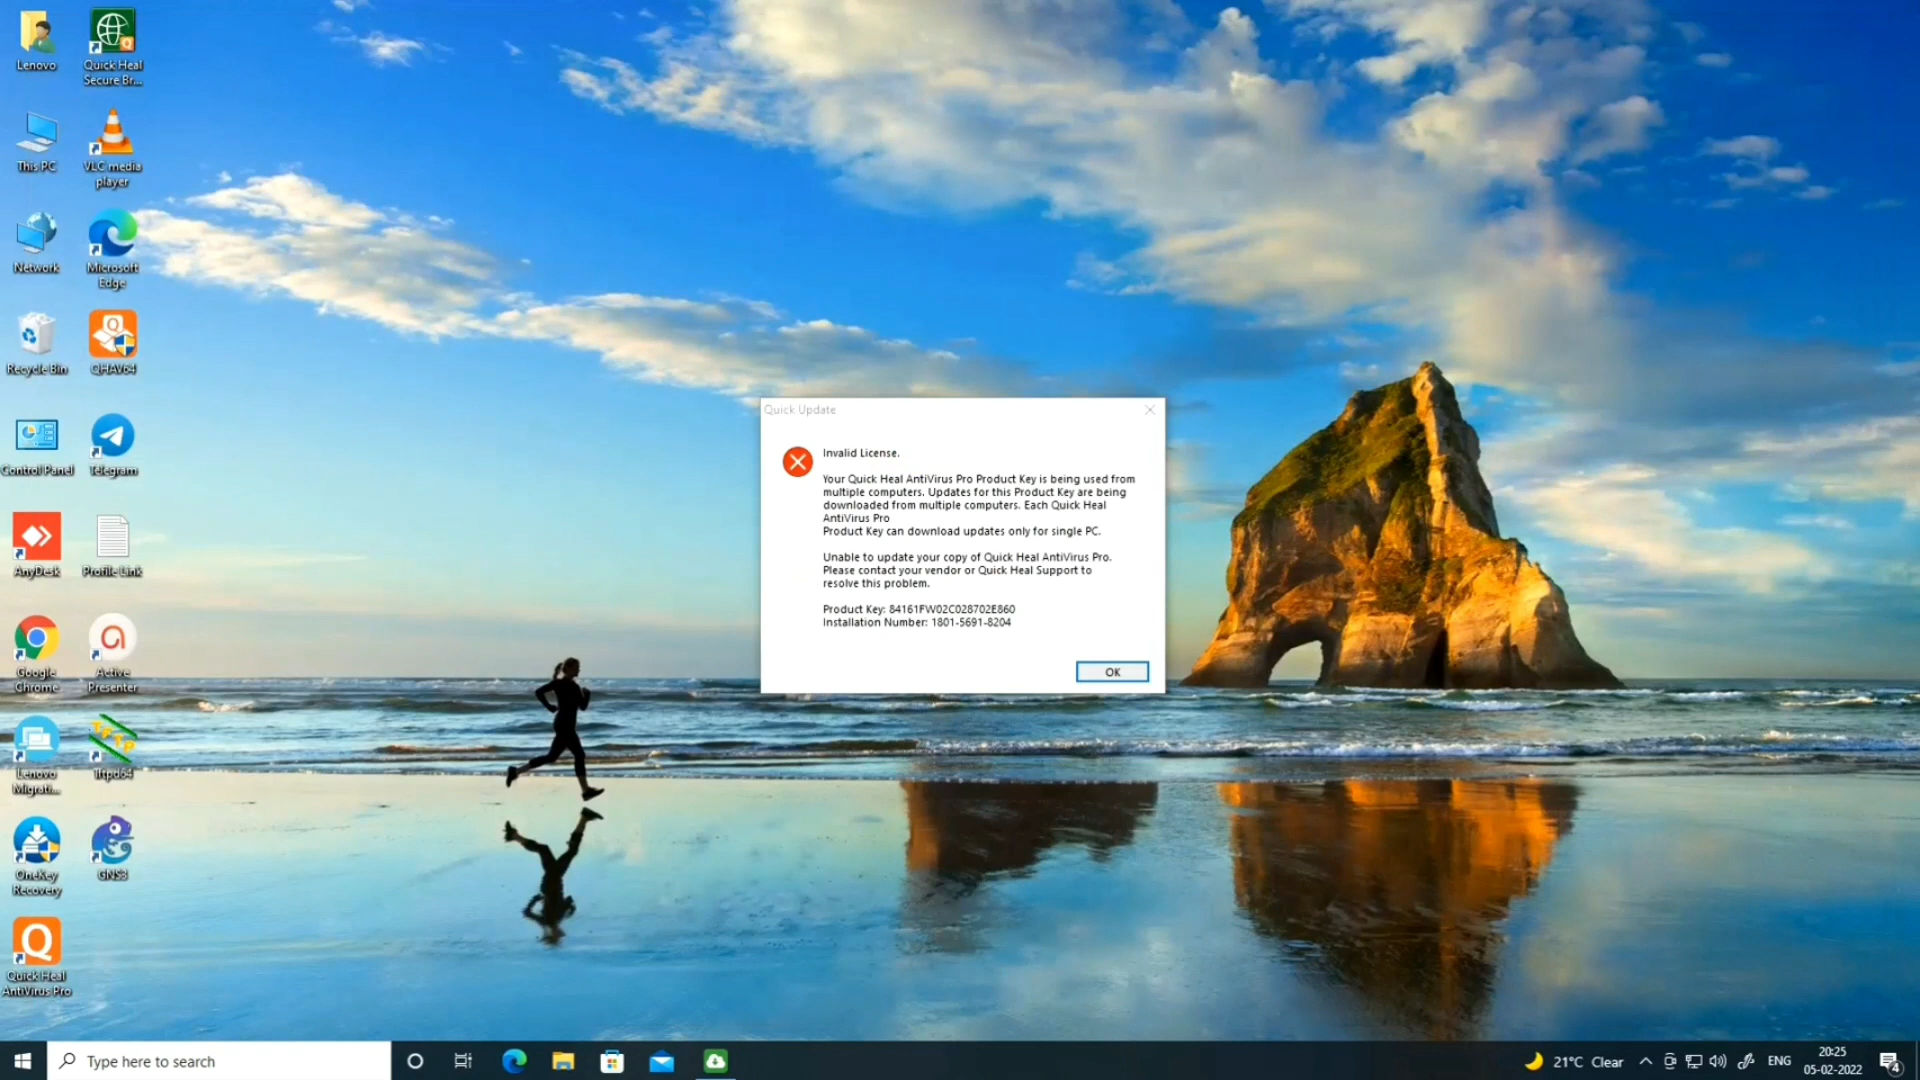 Lenovo
Quick Heal
Secure Br...
This PC
VLC media
player
Network
Microsoft
Edge
Recycle Bin
QHAV64
Control Panel
Telegram
AnyDesk
Profile Link
Google
Chrome
Active
Presenter
Lenovo
Migrati...
Tftpd64
OneKey
Recovery
GNS3
Quick Heal
AntiVirus Pro
Quick Update
Invalid License.
Your Quick Heal AntiVirus Pro Product Key is being used from
multiple computers. Updates for this Product Key are being
downloaded from multiple computers. Each Quick Heal
AntiVirus Pro
Product Key can download updates only for single PC.
Unable to update your copy of Quick Heal AntiVirus Pro.
Please contact your vendor or Quick Heal Support to
resolve this problem.
Product Key: 84161FW02C028702E860
Installation Number: 1801-5691-8204
OK
Type here to search
21°C Clear
ENG
20:25
05-02-2022
4